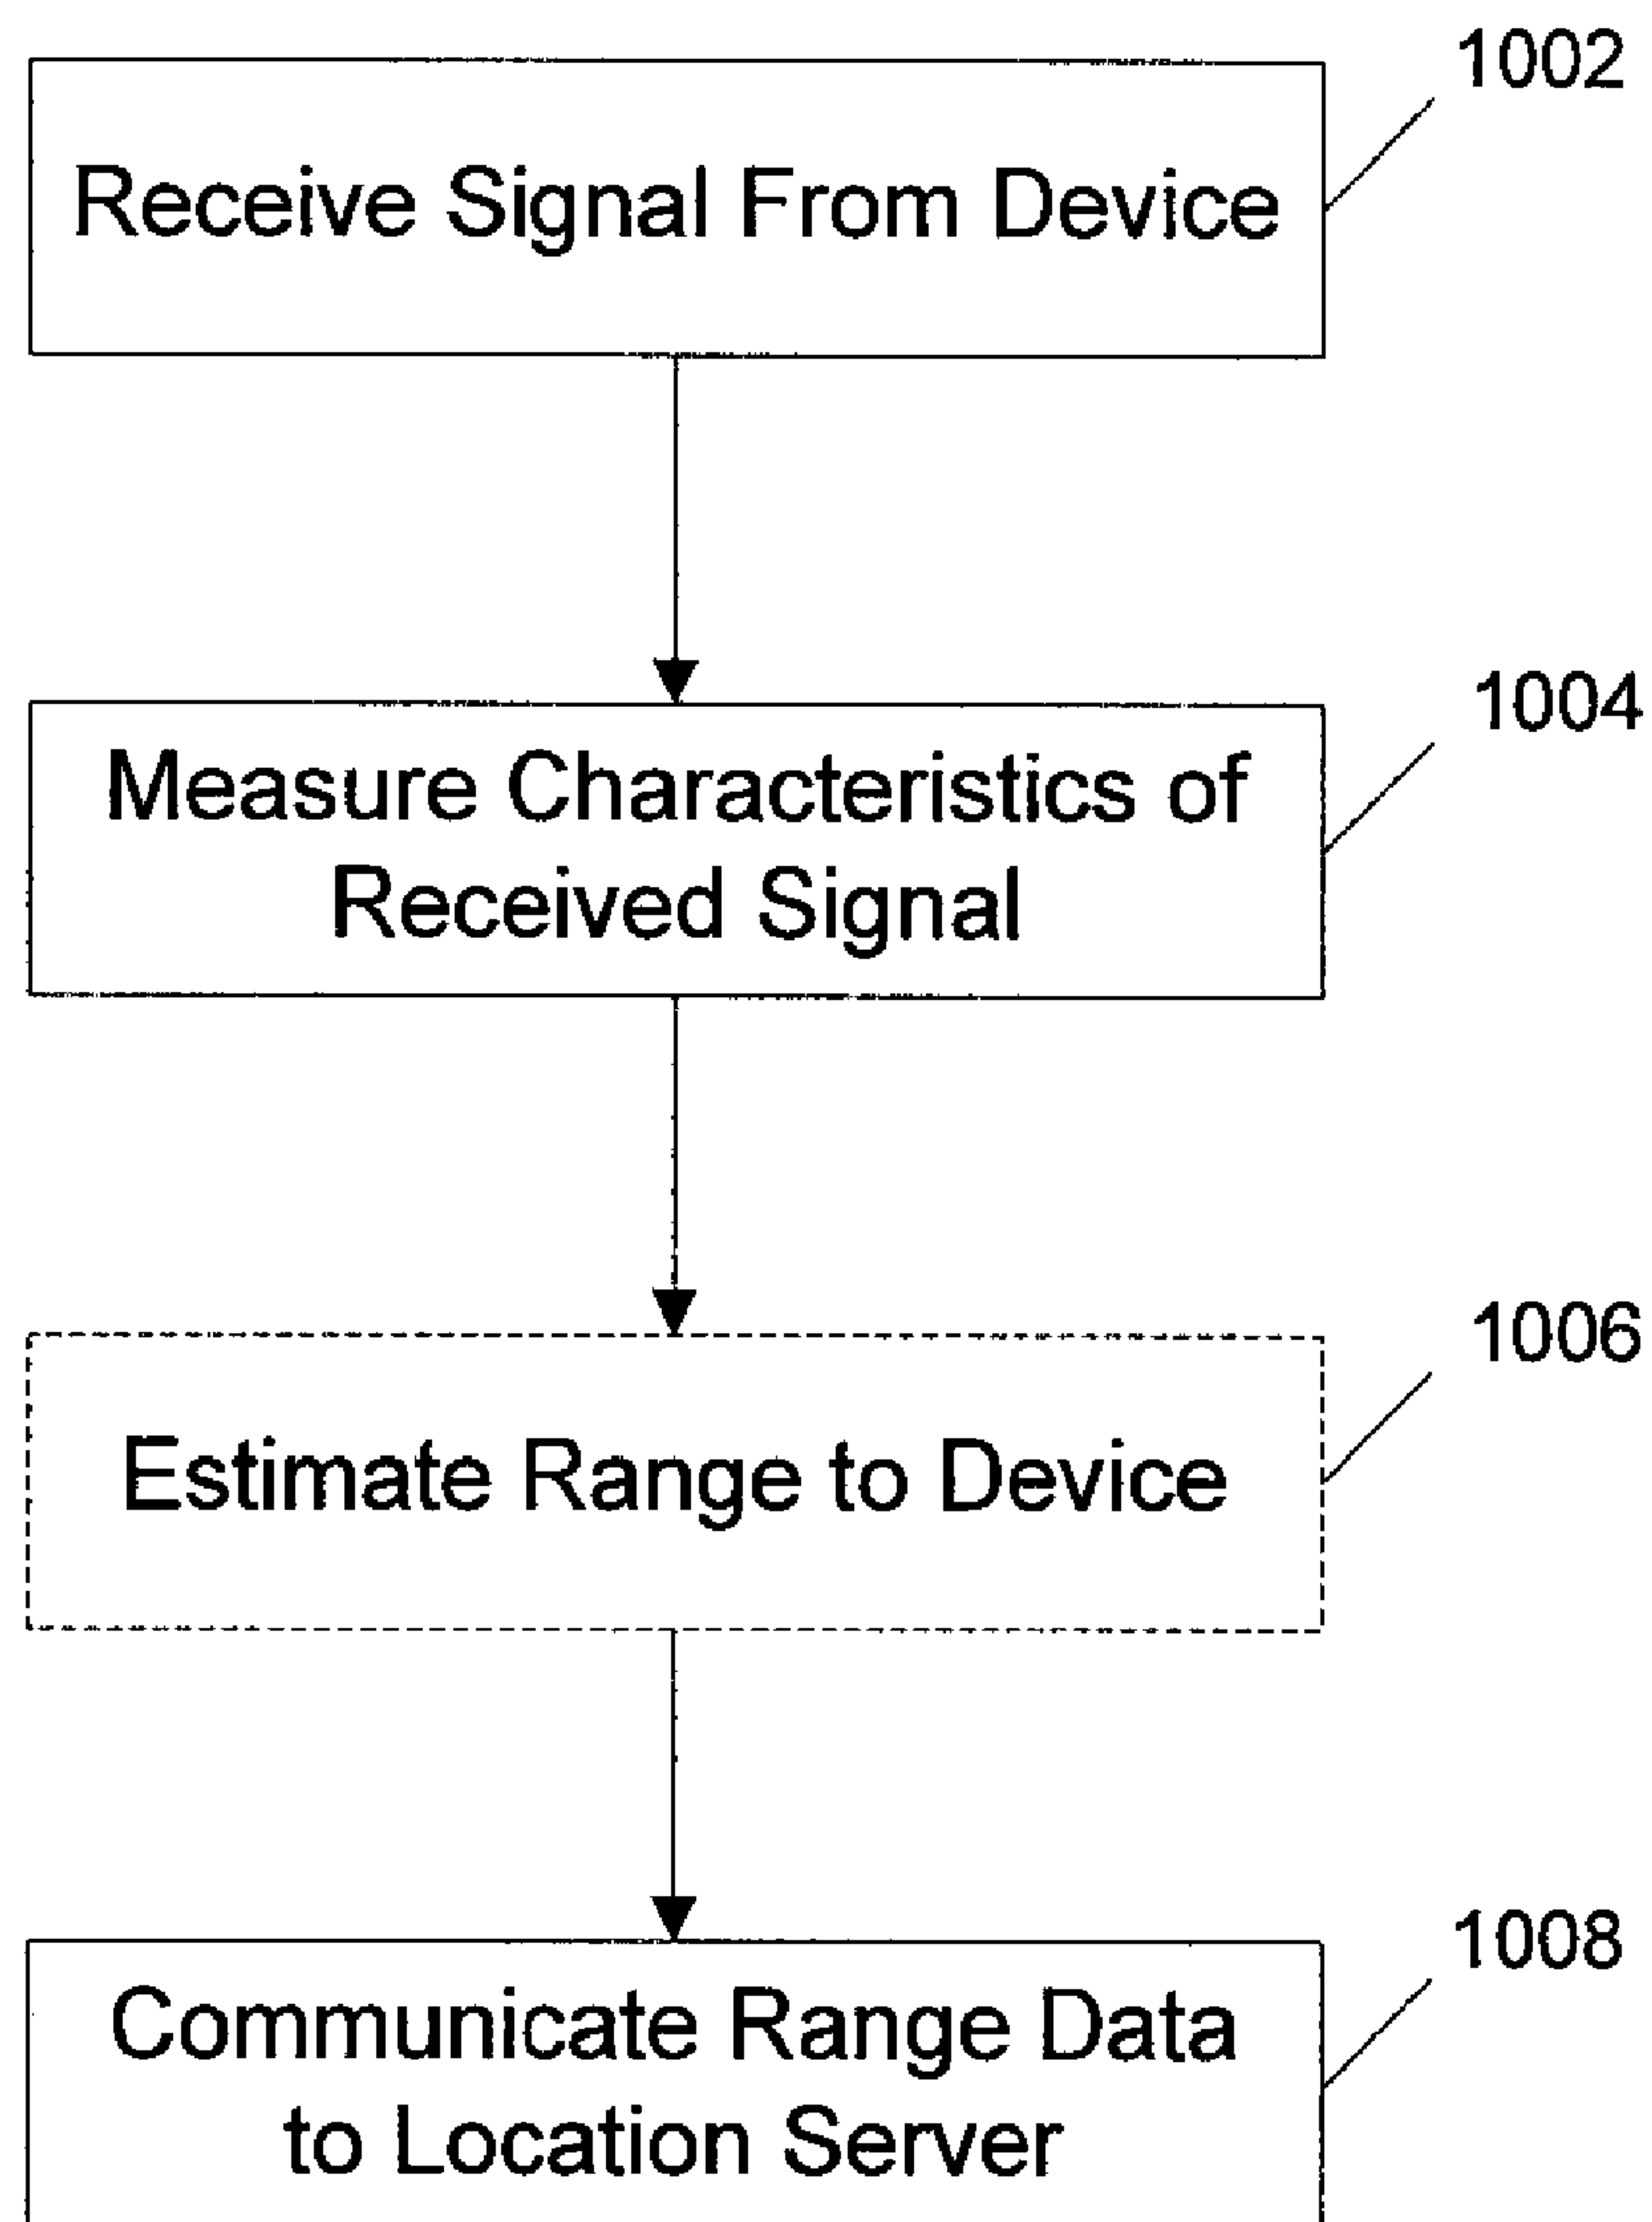 1002
Receive Signal From Device
1004
Measure Characteristics of
Received Signal
1006
Estimate Range to Device
1008
Communicate Range Data
to Location Server